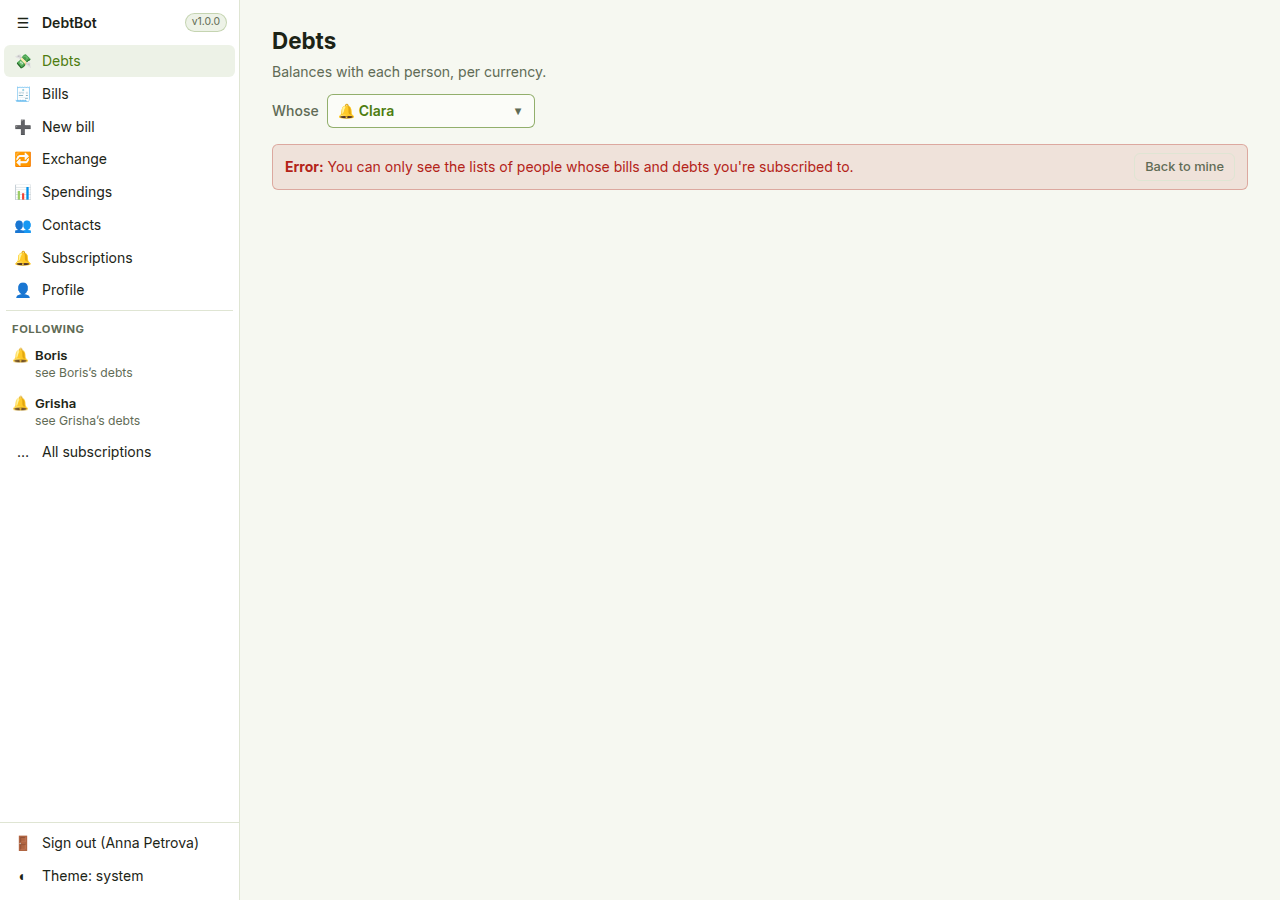 ☰ DebtBot v1.0.0
💸 Debts
🧾 Bills
➕ New bill
🔁 Exchange
📊 Spendings
👥 Contacts
🔔 Subscriptions
👤 Profile
FOLLOWING
🔔 Boris
see Boris’s debts
🔔 Grisha
see Grisha’s debts
… All subscriptions
🚪 Sign out (Anna Petrova)
Theme: system
Debts
Balances with each person, per currency.
Whose 🔔 Clara ▼
Error: You can only see the lists of people whose bills and debts you're subscribed to. Back to mine